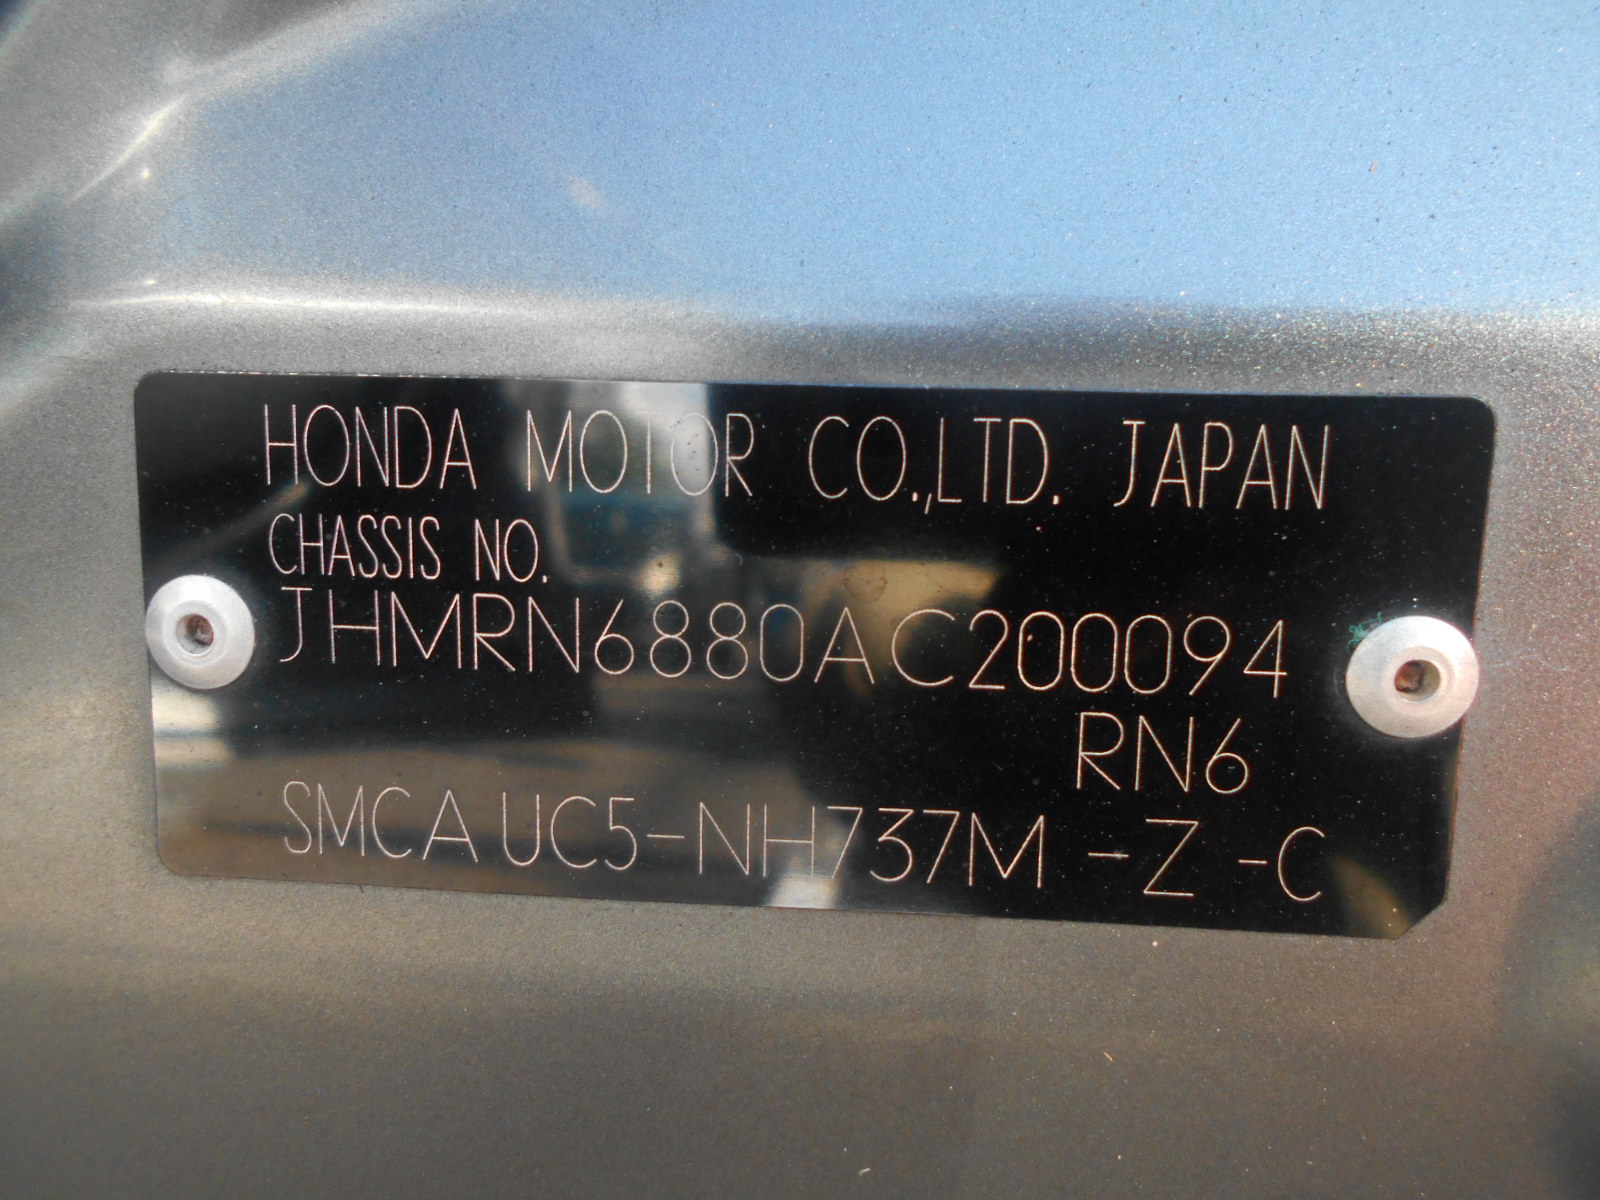 HONDA MOTOR CO.,LTD. JAPAN
CHASSIS NO.
JHMRN6880AC200094
RN6
SMCA UC5-NH737M -Z -C